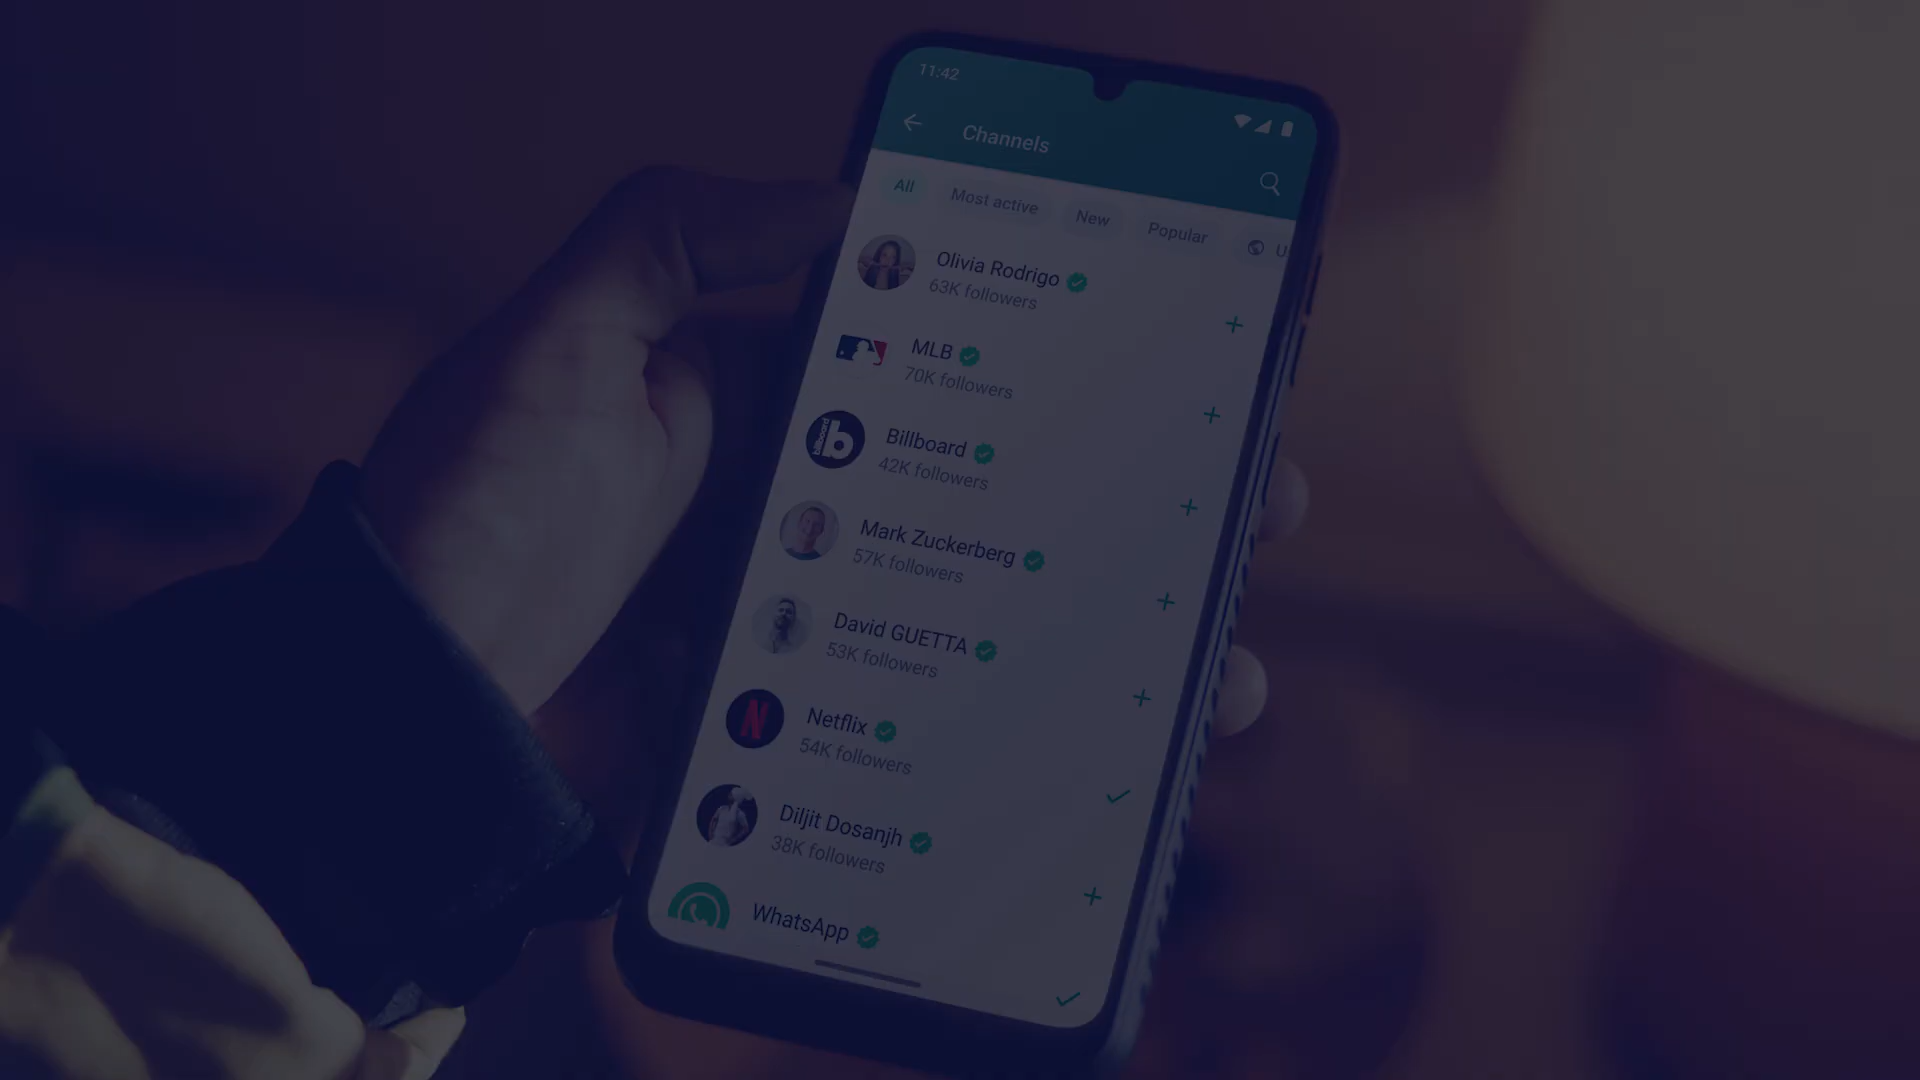 11:42
Channels
All
Most active
New
Popular
Olivia Rodrigo
63K followers
MLB
70K followers
billboard
b
Billboard
42K followers
Mark Zuckerberg
57K followers
David GUETTA
53K followers
N
Netflix
54K followers
Diljit Dosanjh
38K followers
WhatsApp